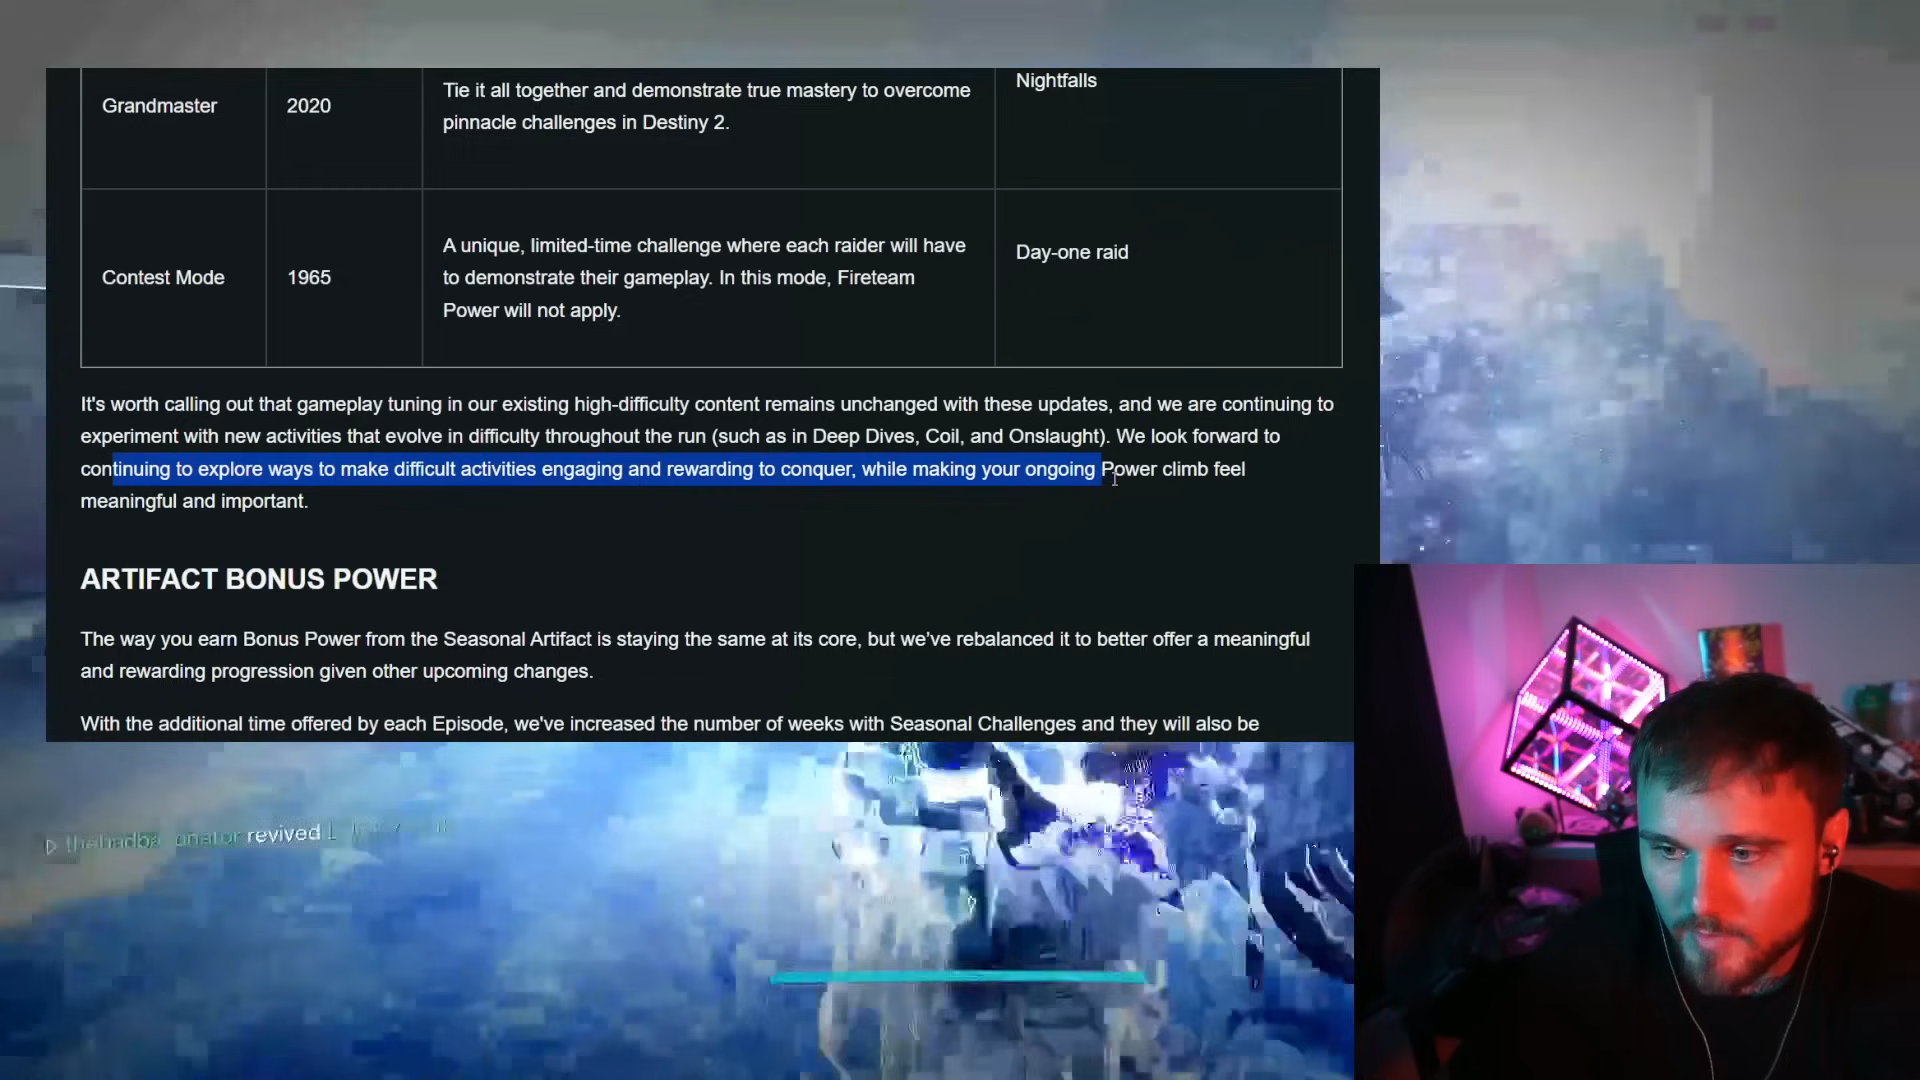 Grandmaster
2020
Tie it all together and demonstrate true mastery to overcome
pinnacle challenges in Destiny 2.
Nightfalls
Contest Mode
1965
A unique, limited-time challenge where each raider will have
to demonstrate their gameplay. In this mode, Fireteam
Power will not apply.
Day-one raid
It's worth calling out that gameplay tuning in our existing high-difficulty content remains unchanged with these updates, and we are continuing to
experiment with new activities that evolve in difficulty throughout the run (such as in Deep Dives, Coil, and Onslaught). We look forward to
continuing to explore ways to make difficult activities engaging and rewarding to conquer, while making your ongoing Power climb feel
meaningful and important.
ARTIFACT BONUS POWER
The way you earn Bonus Power from the Seasonal Artifact is staying the same at its core, but we’ve rebalanced it to better offer a meaningful
and rewarding progression given other upcoming changes.
With the additional time offered by each Episode, we've increased the number of weeks with Seasonal Challenges and they will also be
revived